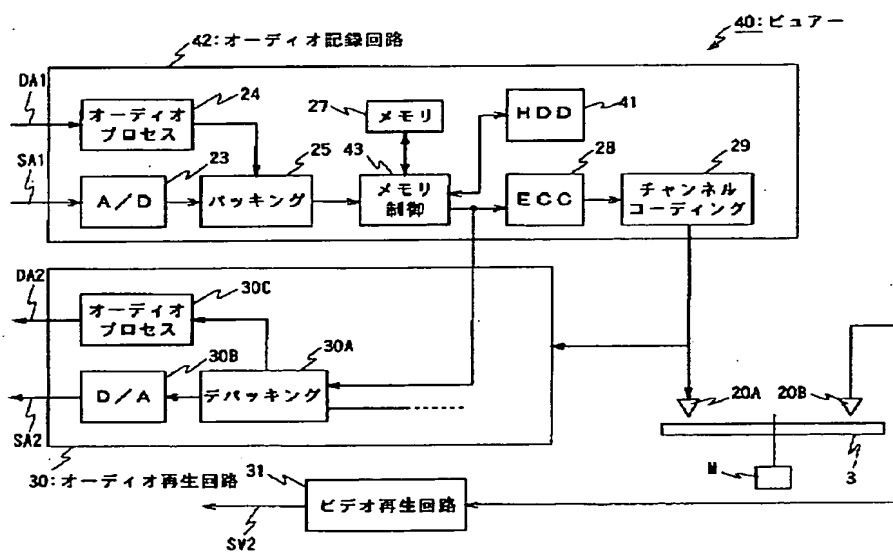 40:ビュアー
42:オーディオ記録回路
DA1
24
オーディオ
プロセス
27
メモリ
HDD
41
SA1
23
A/D
25
パッキング
43
メモリ
制御
28
ECC
29
チャンネル
コーディング
DA2
30C
オーディオ
プロセス
30B
D/A
30A
デパッキング
SA2
20A
20B
M
3
30:オーディオ再生回路
31
ビデオ再生回路
SV2